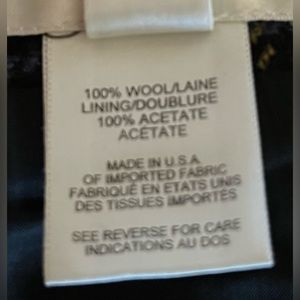 100% WOOL/LAINE
LINING/DOUBLURE
100% ACETATE
ACÉTATE
MADE IN U.S.A.
OF IMPORTED FABRIC
FABRIQUÉ EN ETATS UNIS
DES TISSUES IMPORTÉS
SEE REVERSE FOR CARE
INDICATIONS AU DOS